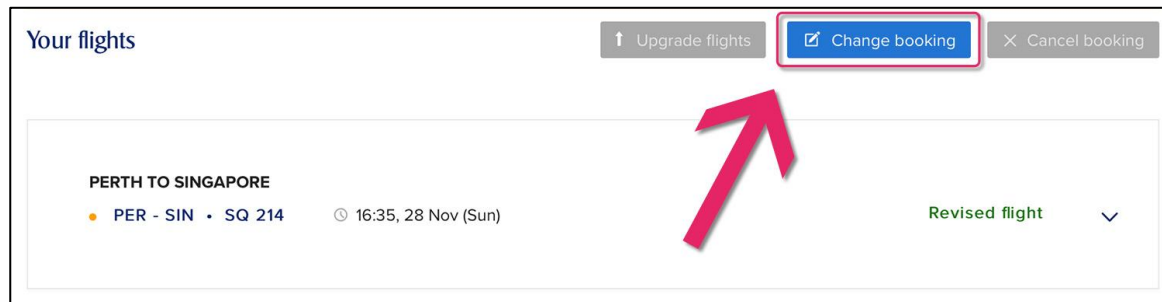 Your flights
Upgrade flights
Change booking
Cancel booking
PERTH TO SINGAPORE
PER - SIN • SQ 214 16:35, 28 Nov (Sun)
Revised flight